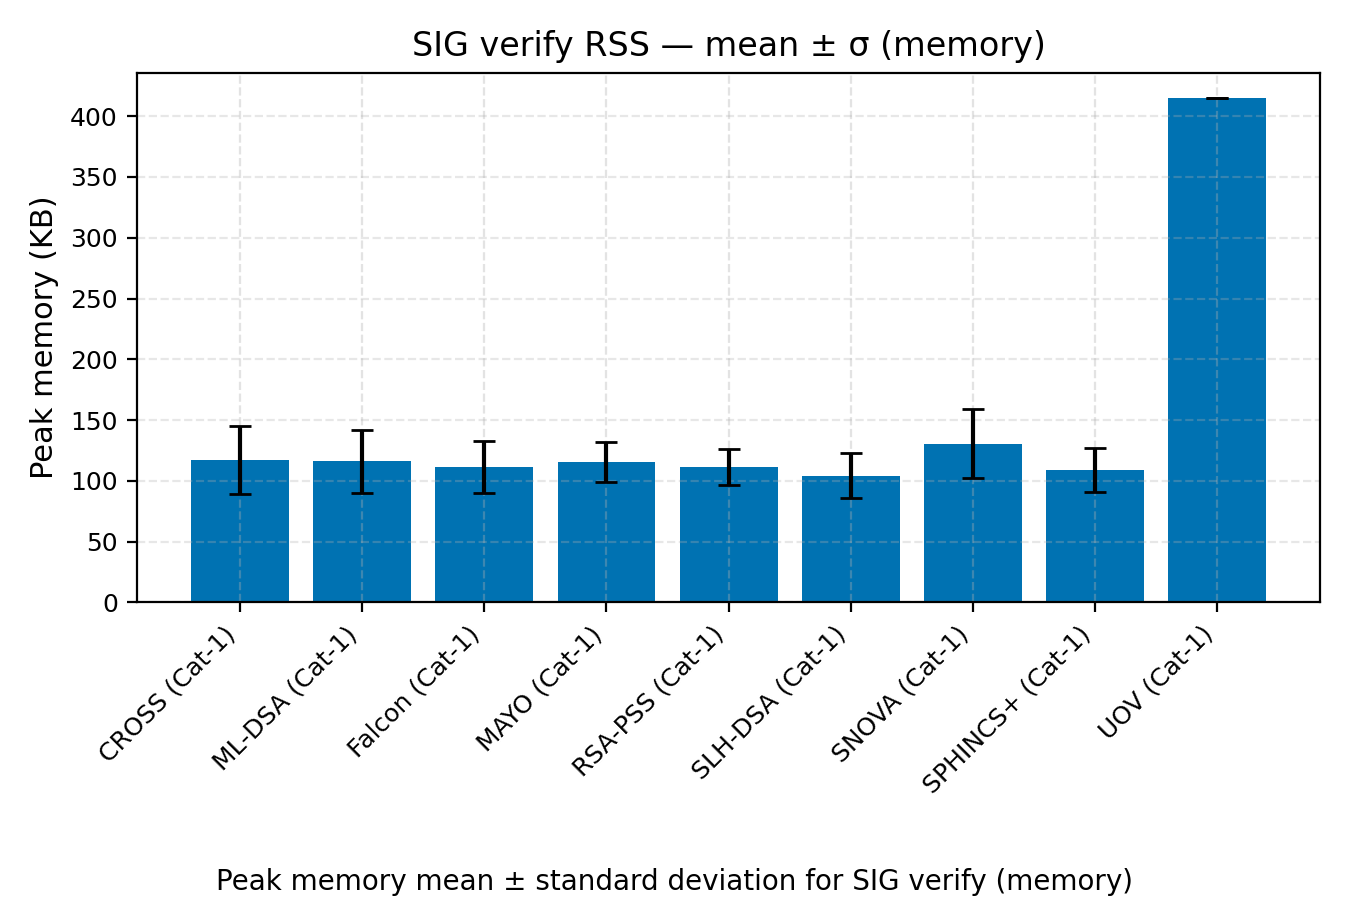 SIG verify RSS — mean ± σ (memory)
Peak memory (KB)
400
350
300
250
200
150
100
50
0
CROSS (Cat-1)
ML-DSA (Cat-1)
Falcon (Cat-1)
MAYO (Cat-1)
RSA-PSS (Cat-1)
SLH-DSA (Cat-1)
SNOVA (Cat-1)
SPHINCS+ (Cat-1)
UOV (Cat-1)
Peak memory mean ± standard deviation for SIG verify (memory)